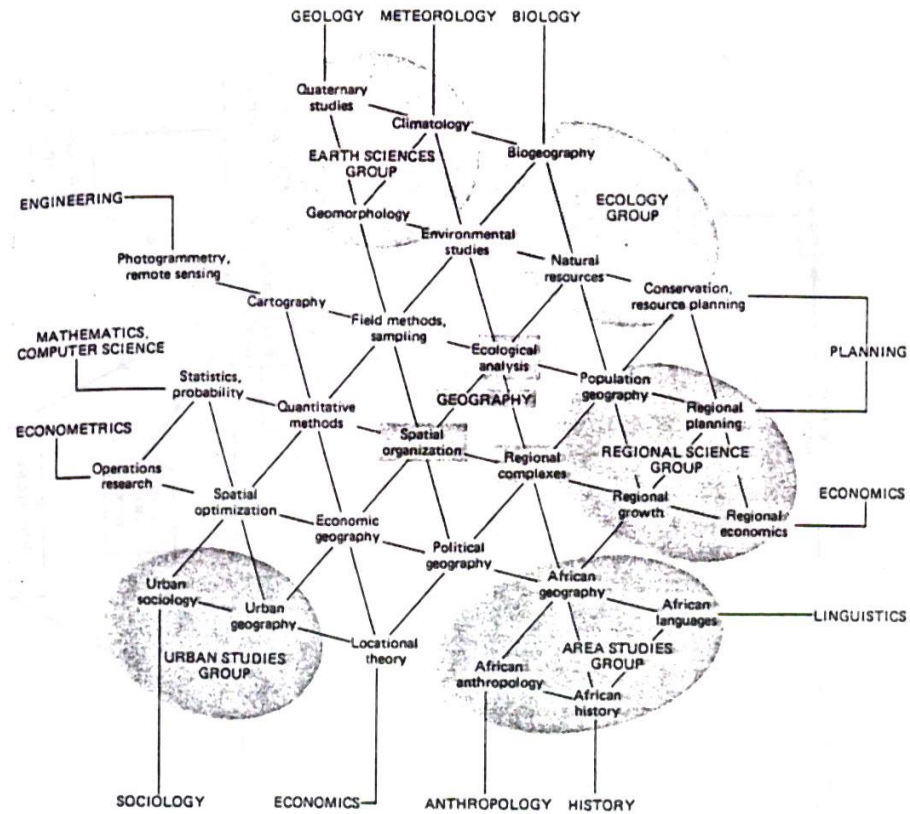 GEOLOGY METEOROLOGY BIOLOGY
Quaternary
studies
Climatology
Biogeography
EARTH SCIENCES
GROUP
ENGINEERING
ECOLOGY
GROUP
Geomorphology
Environmental
studies
Photogrammetry,
remote sensing
Natural
resources
Conservation,
resource planning
Cartography
Field methods,
sampling
MATHEMATICS,
COMPUTER SCIENCE
Ecological
analysis
PLANNING
Statistics,
probability
Population
geography
GEOGRAPHY
Quantitative
methods
Regional
planning
ECONOMETRICS
Spatial
organization
REGIONAL SCIENCE
GROUP
Operations
research
Regional
complexes
Spatial
optimization
Regional
growth
ECONOMICS
Regional
economics
Economic
geography
Political
geography
Urban
sociology
African
geography
Urban
geography
African
languages
LINGUISTICS
Locational
theory
URBAN STUDIES
GROUP
AREA STUDIES
GROUP
African
anthropology
African
history
SOCIOLOGY ECONOMICS ANTHROPOLOGY HISTORY